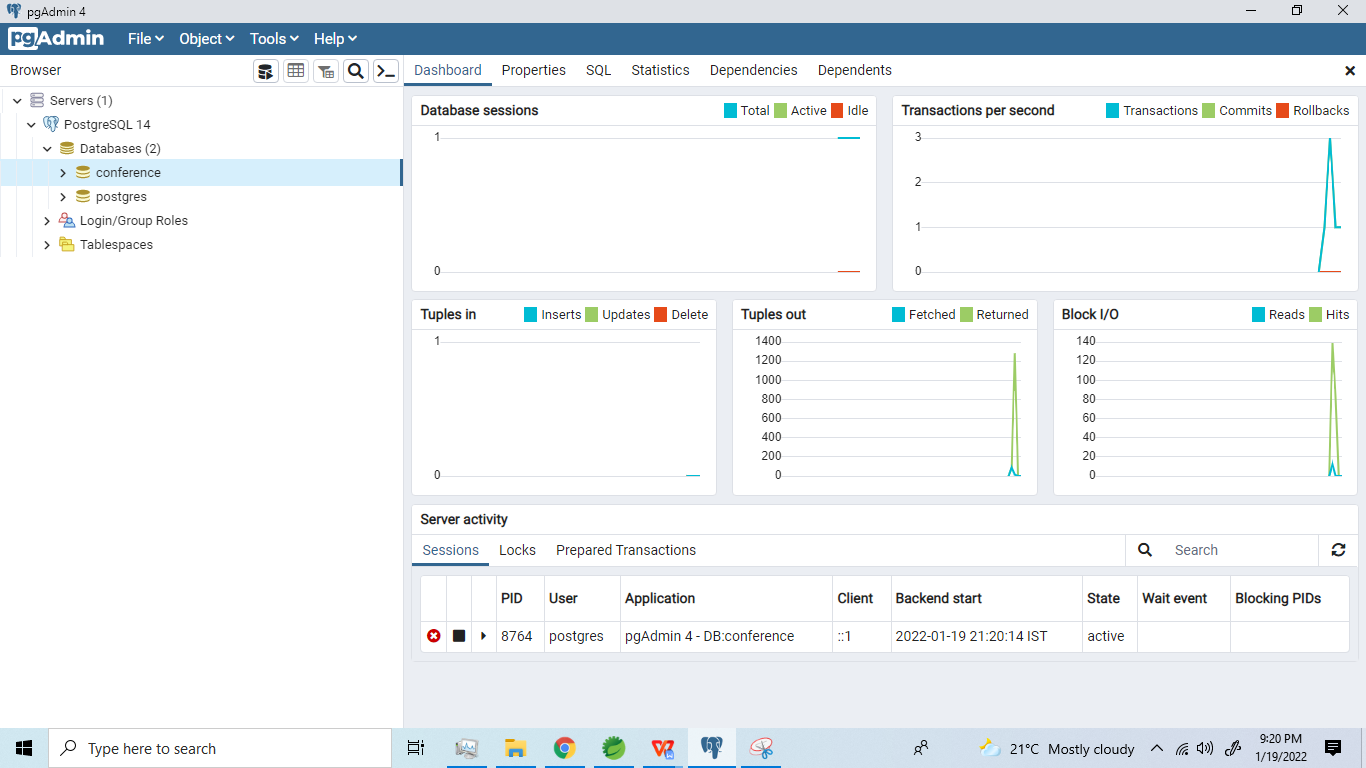 pgAdmin 4
pgAdmin File Object Tools Help
Browser
Dashboard Properties SQL Statistics Dependencies Dependents
Servers (1)
PostgreSQL 14
Databases (2)
conference
postgres
Login/Group Roles
Tablespaces
Database sessions Total Active Idle
1
0
Transactions per second Transactions Commits Rollbacks
3
2
1
0
Tuples in Inserts Updates Delete
1
0
Tuples out Fetched Returned
1400
1200
1000
800
600
400
200
0
Block I/O Reads Hits
140
120
100
80
60
40
20
0
Server activity
Sessions Locks Prepared Transactions Search
PID User Application Client Backend start State Wait event Blocking PIDs
8764 postgres pgAdmin 4 - DB:conference ::1 2022-01-19 21:20:14 IST active
Type here to search
21°C Mostly cloudy
9:20 PM
1/19/2022